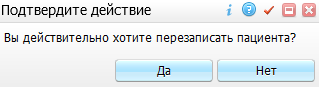 Подтвердите действие
Вы действительно хотите перезаписать пациента?
Да Нет